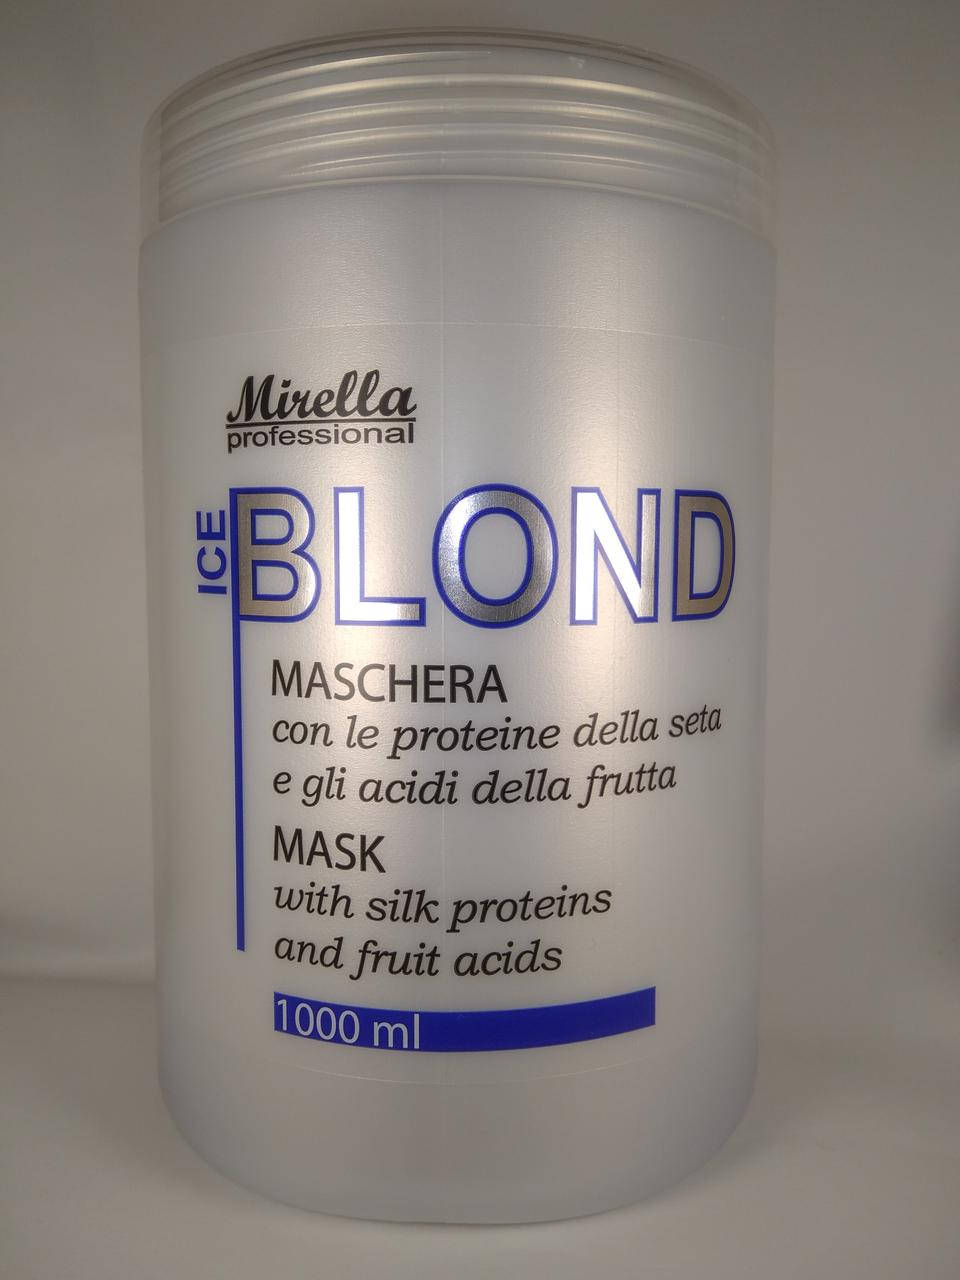 Mirella
professional
ICE
BLOND
MASCHERA
con le proteine della seta
e gli acidi della frutta
MASK
with silk proteins
and fruit acids
1000 ml